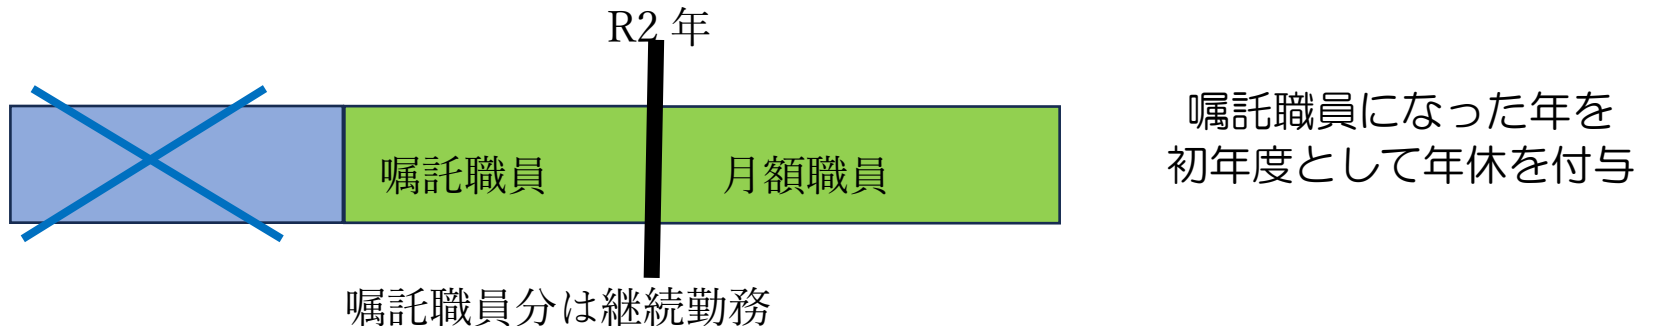 R2 年
嘱託職員
月額職員
嘱託職員になった年を
初年度として年休を付与
嘱託職員分は継続勤務